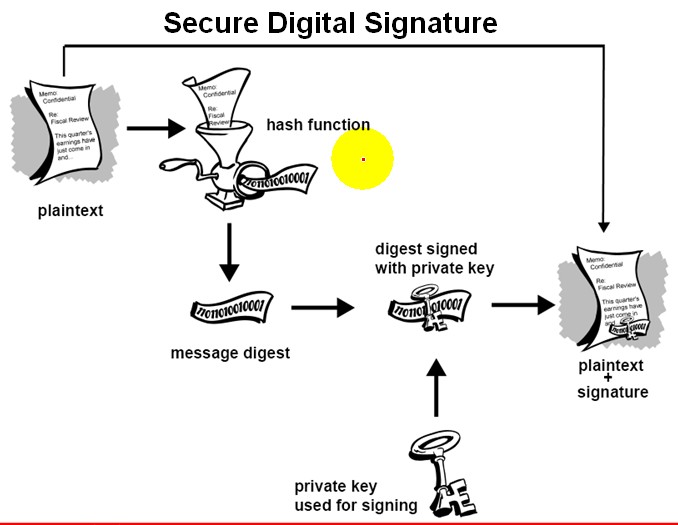 Secure Digital Signature
Memo:
Confidential
Re:
Fiscal Review
This quarter's
earnings have
just come in
and...
plaintext
Memo:
Confidential
Re:
Fiscal
Review
hash function
11011010010001
message digest
11011010010001
digest signed
with private key
private key
used for signing
Memo:
Confidential
Re:
Fiscal Review
This quarter's
earnings have
just come in
and
plaintext
+
signature